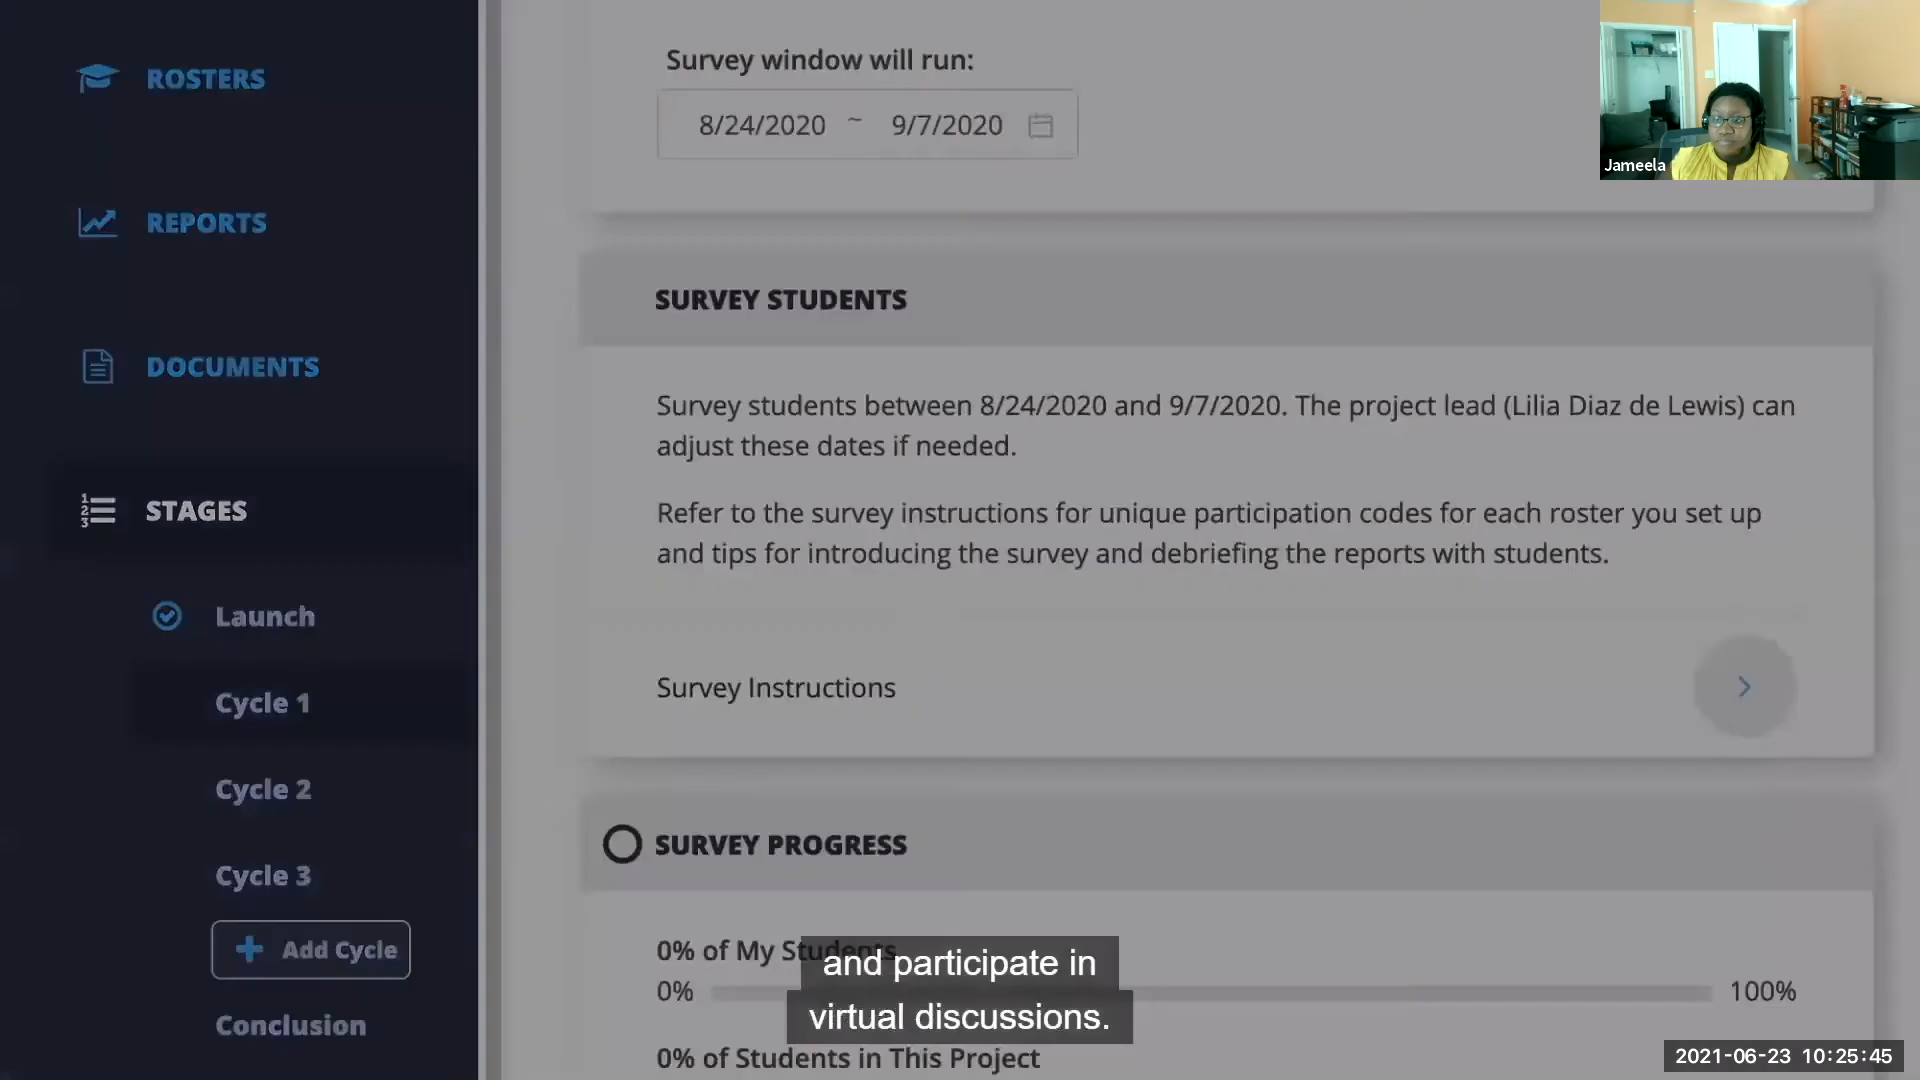 ROSTERS
REPORTS
DOCUMENTS
STAGES
Launch
Cycle 1
Cycle 2
Cycle 3
Add Cycle
Conclusion
Survey window will run:
8/24/2020 ~ 9/7/2020
SURVEY STUDENTS
Survey students between 8/24/2020 and 9/7/2020. The project lead (Lilia Diaz de Lewis) can
adjust these dates if needed.
Refer to the survey instructions for unique participation codes for each roster you set up
and tips for introducing the survey and debriefing the reports with students.
Survey Instructions
SURVEY PROGRESS
0% of My Students
0% 100%
0% of Students in This Project
and participate in
virtual discussions.
Jameela
2021-06-23 10:25:45